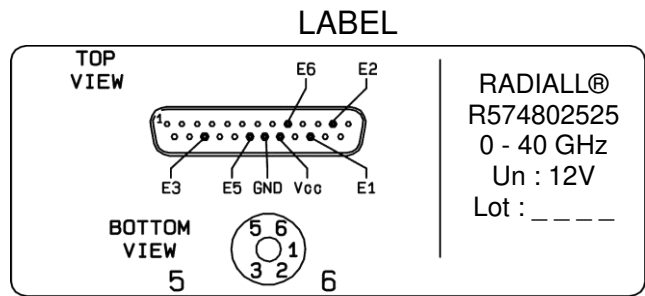 LABEL
TOP
VIEW
E6 E2
1
E3 E5 GND Vcc E1
BOTTOM
VIEW
5 6
1
3 2
5 6
RADIALL®
R574802525
0 - 40 GHz
Un : 12V
Lot : _ _ _ _